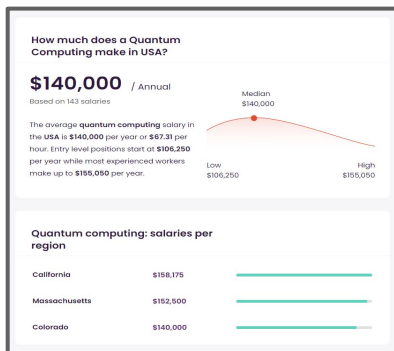 How much does a Quantum
Computing make in USA?
$140,000 / Annual
Based on 143 salaries
The average quantum computing salary in
the USA is $140,000 per year or $67.31 per
hour. Entry level positions start at $106,250
per year while most experienced workers
make up to $155,050 per year.
Median
$140,000
Low High
$106,250 $155,050
Quantum computing: salaries per
region
California $158,175
Massachusetts $152,500
Colorado $140,000